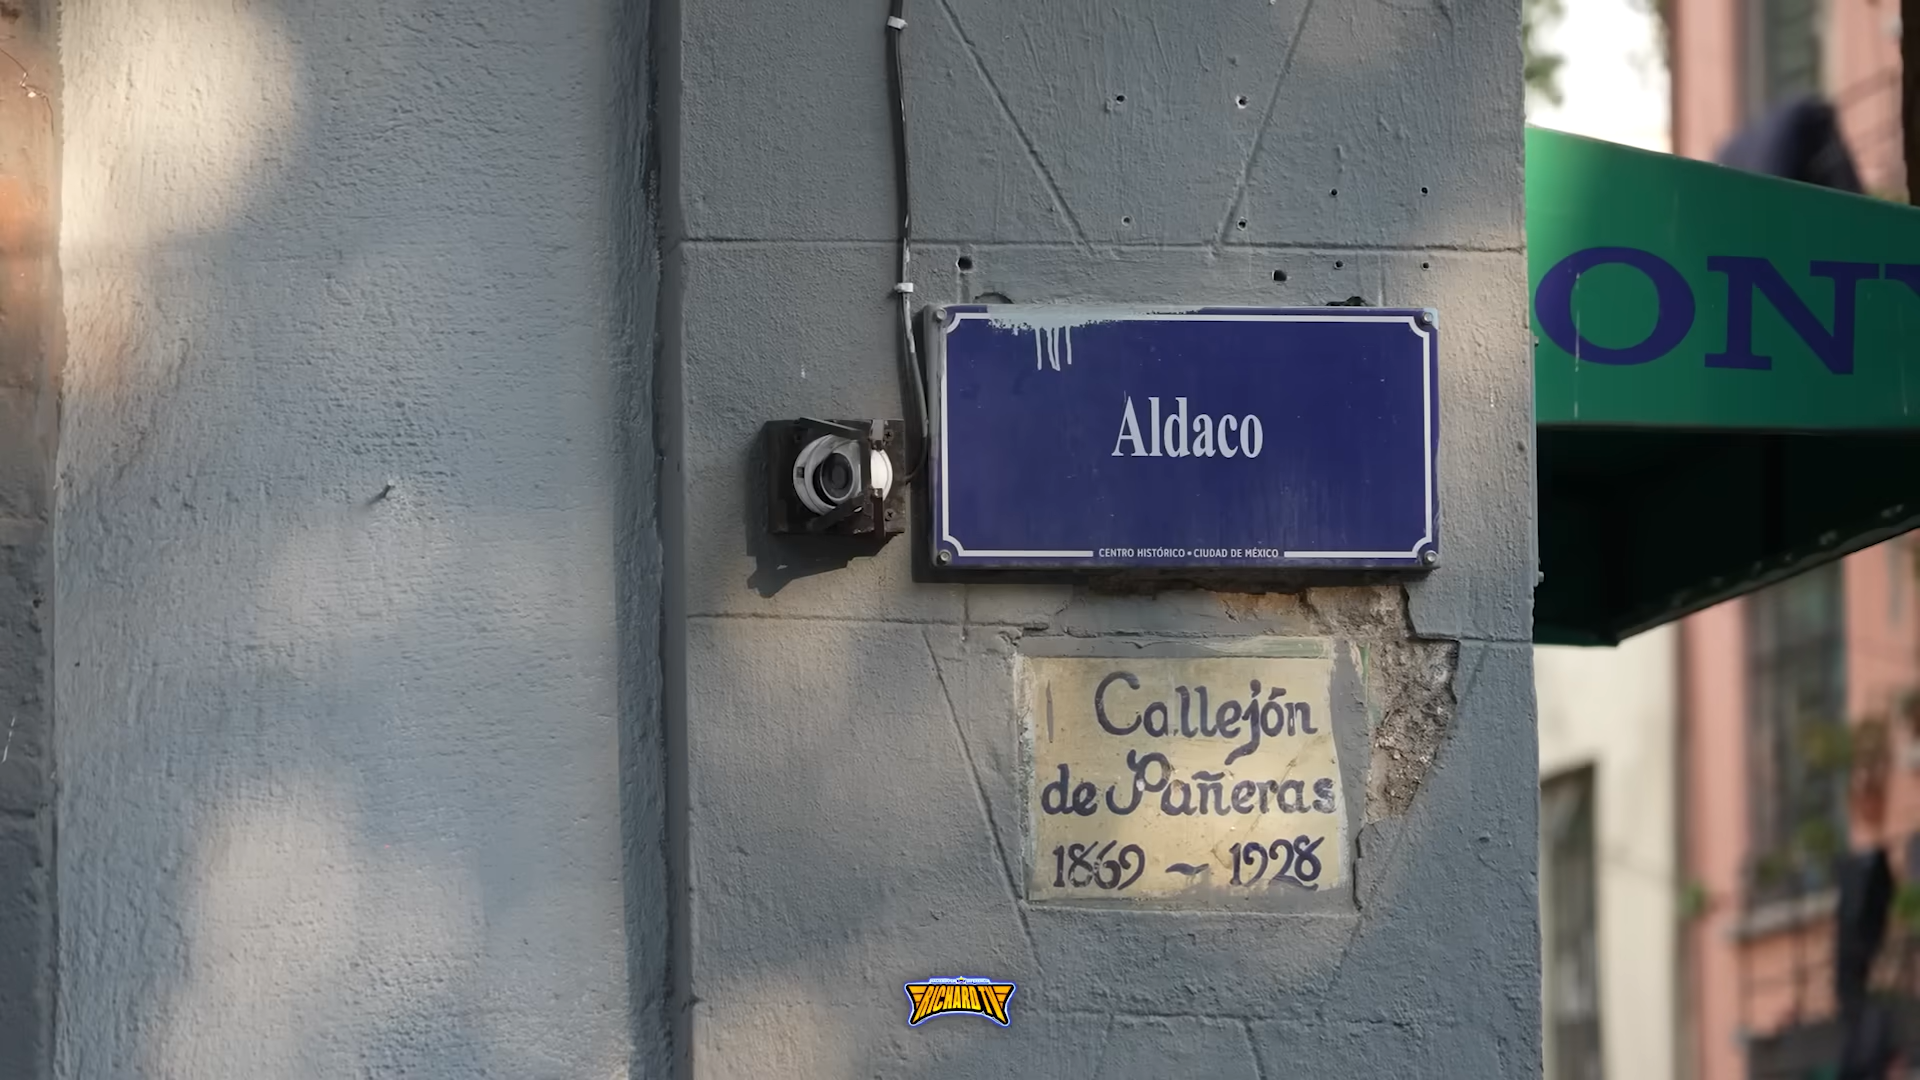 ONY
Aldaco
CENTRO HISTÓRICO • CIUDAD DE MÉXICO
Callejón
de Pañeras
1869 ~ 1928
RICHARD TV